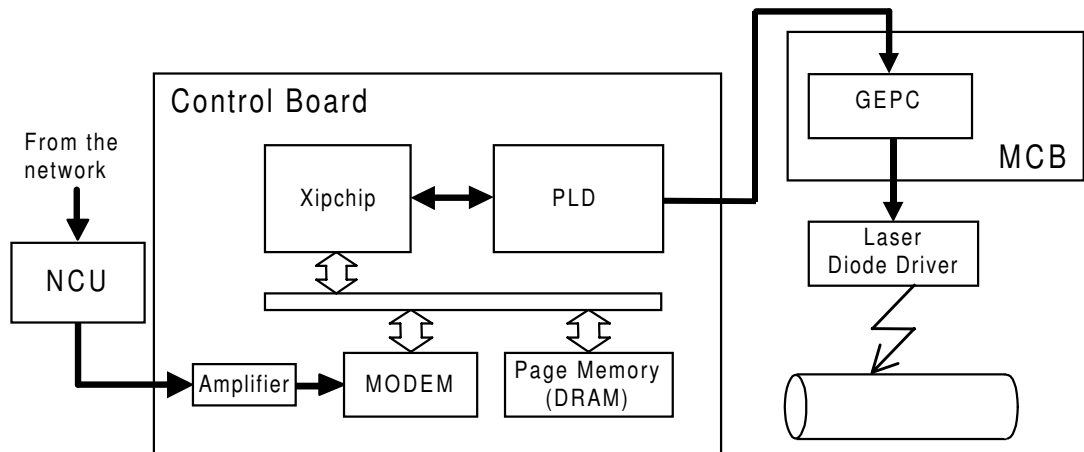 Control Board
From the
network
NCU
Xipchip
PLD
Amplifier
MODEM
Page Memory
(DRAM)
GEPC
MCB
Laser
Diode Driver